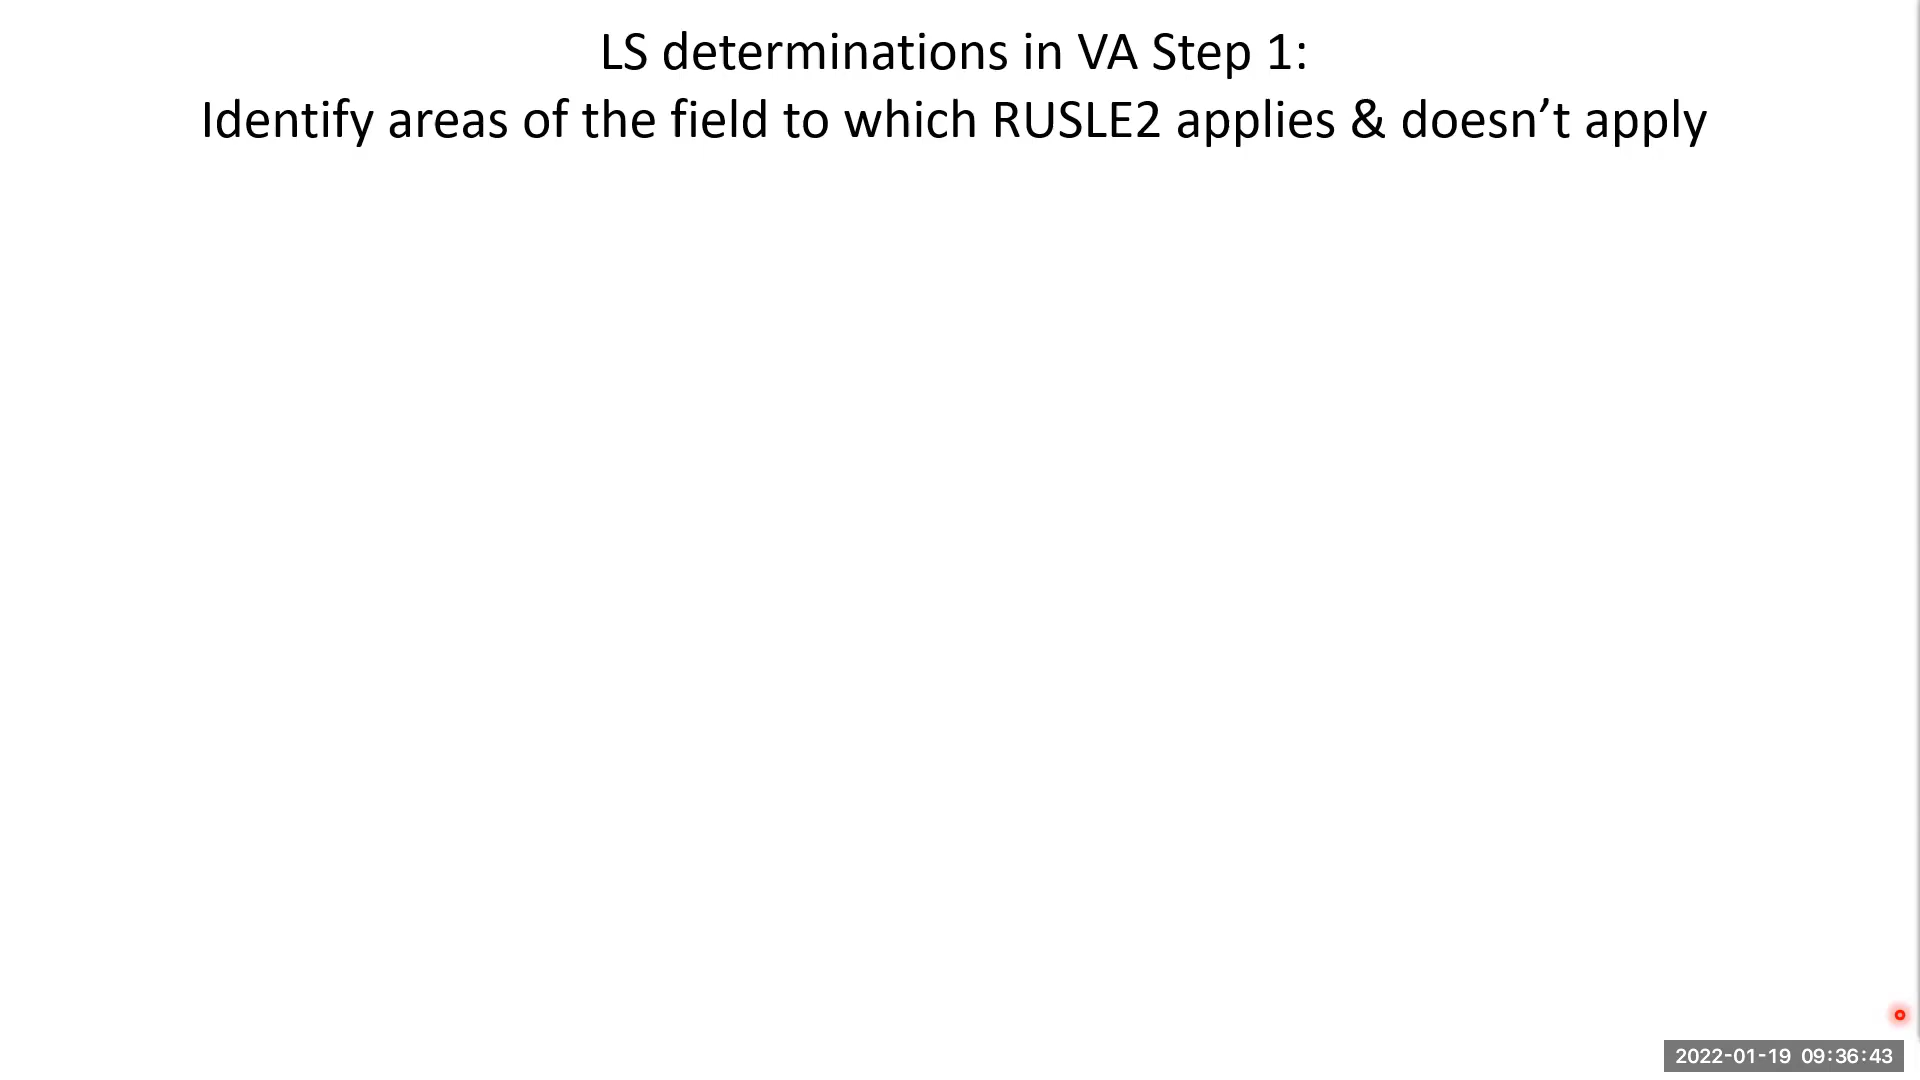 LS determinations in VA Step 1:
Identify areas of the field to which RUSLE2 applies & doesn’t apply
2022-01-19 09:36:43